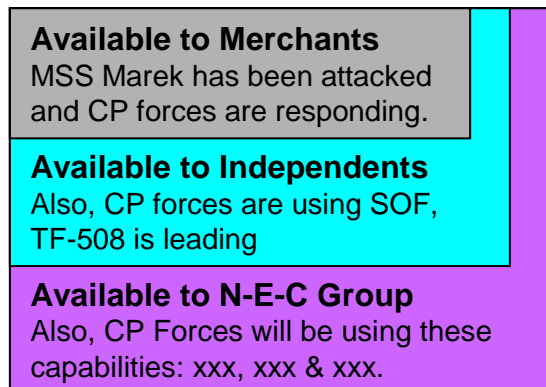 Available to Merchants
MSS Marek has been attacked
and CP forces are responding.
Available to Independents
Also, CP forces are using SOF,
TF-508 is leading
Available to N-E-C Group
Also, CP Forces will be using these
capabilities: xxx, xxx & xxx.